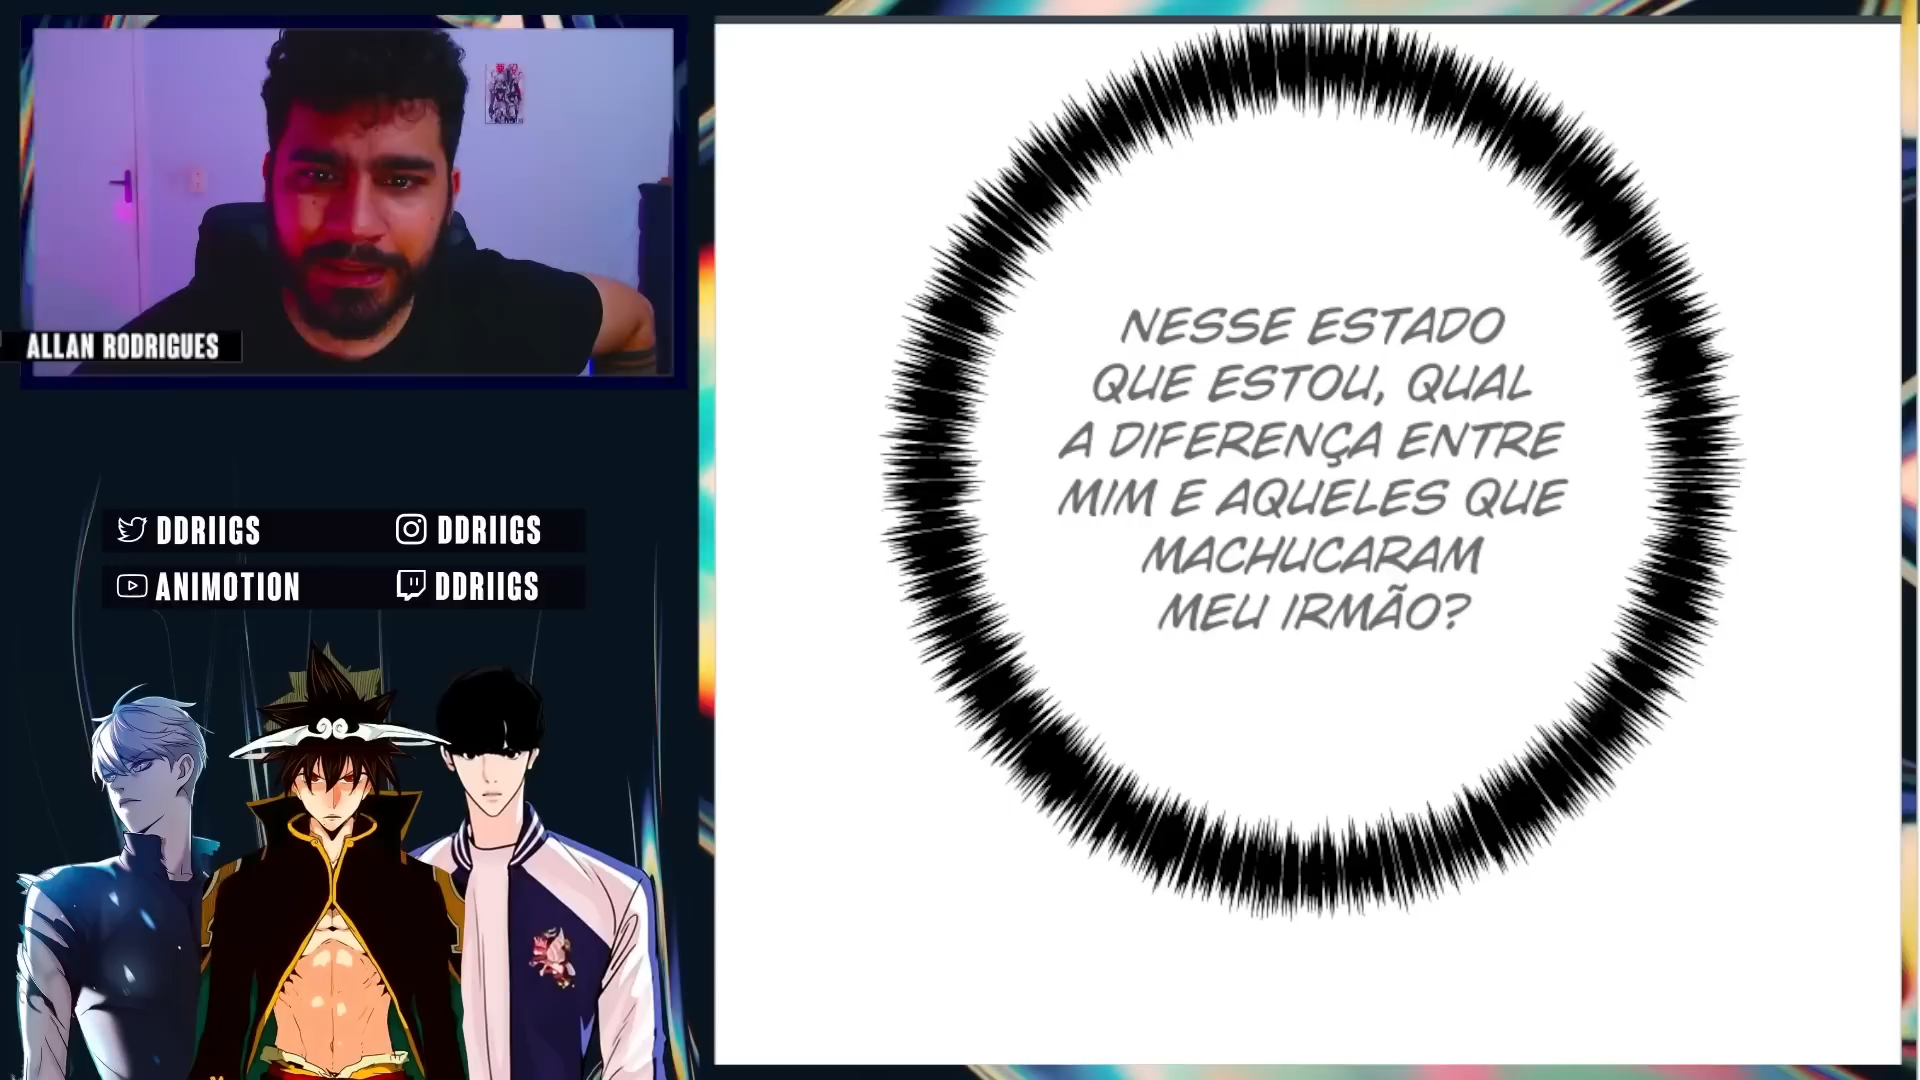 ALLAN RODRIGUES
DDRIIGS
DDRIIGS
ANIMOTION
DDRIIGS
NESSE ESTADO
QUE ESTOU, QUAL
A DIFERENÇA ENTRE
MIM E AQUELES QUE
MACHUCARAM
MEU IRMÃO?